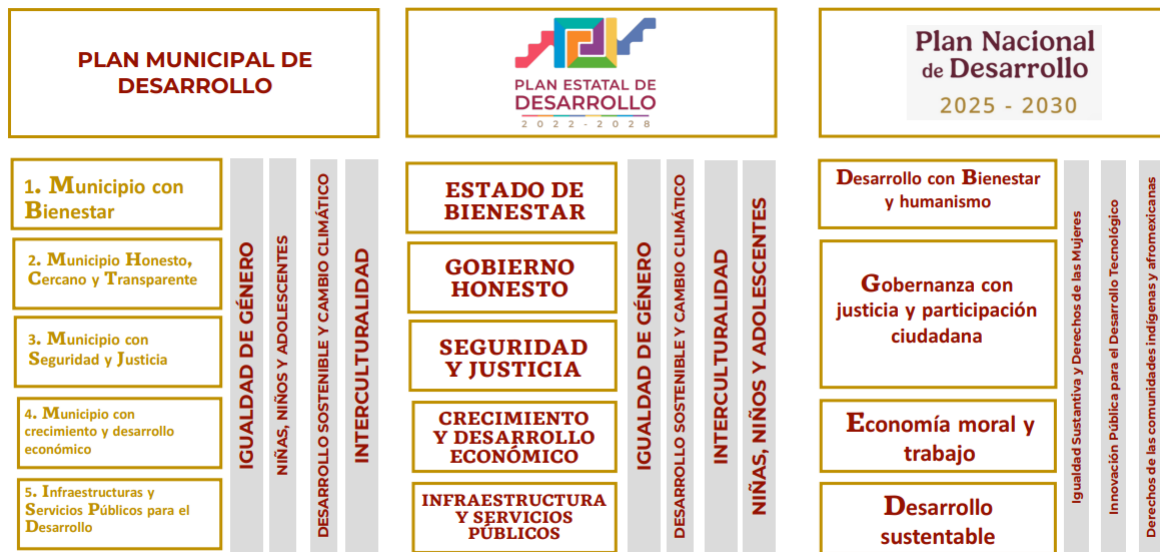 PLAN MUNICIPAL DE
DESARROLLO
PLAN ESTATAL DE
DESARROLLO
2022-2028
Plan Nacional
de Desarrollo
2025 - 2030
1. Municipio con
Bienestar
2. Municipio Honesto,
Cercano y Transparente
3. Municipio con
Seguridad y Justicia
4. Municipio con
crecimiento y desarrollo
económico
5. Infraestructuras y
Servicios Públicos para el
Desarrollo
IGUALDAD DE GÉNERO
NIÑAS, NIÑOS Y ADOLESCENTES
DESARROLLO SOSTENIBLE Y CAMBIO CLIMÁTICO
INTERCULTURALIDAD
ESTADO DE
BIENESTAR
GOBIERNO
HONESTO
SEGURIDAD
Y JUSTICIA
CRECIMIENTO
Y DESARROLLO
ECONÓMICO
INFRAESTRUCTURA
Y SERVICIOS
PÚBLICOS
IGUALDAD DE GÉNERO
DESARROLLO SOSTENIBLE Y CAMBIO CLIMÁTICO
INTERCULTURALIDAD
NIÑAS, NIÑOS Y ADOLESCENTES
Desarrollo con Bienestar
y humanismo
Gobernanza con
justicia y participación
ciudadana
Economía moral y
trabajo
Desarrollo
sustentable
Igualdad Sustantiva y Derechos de las Mujeres
Innovación Pública para el Desarrollo Tecnológico
Derechos de las comunidades indígenas y afromexicanas